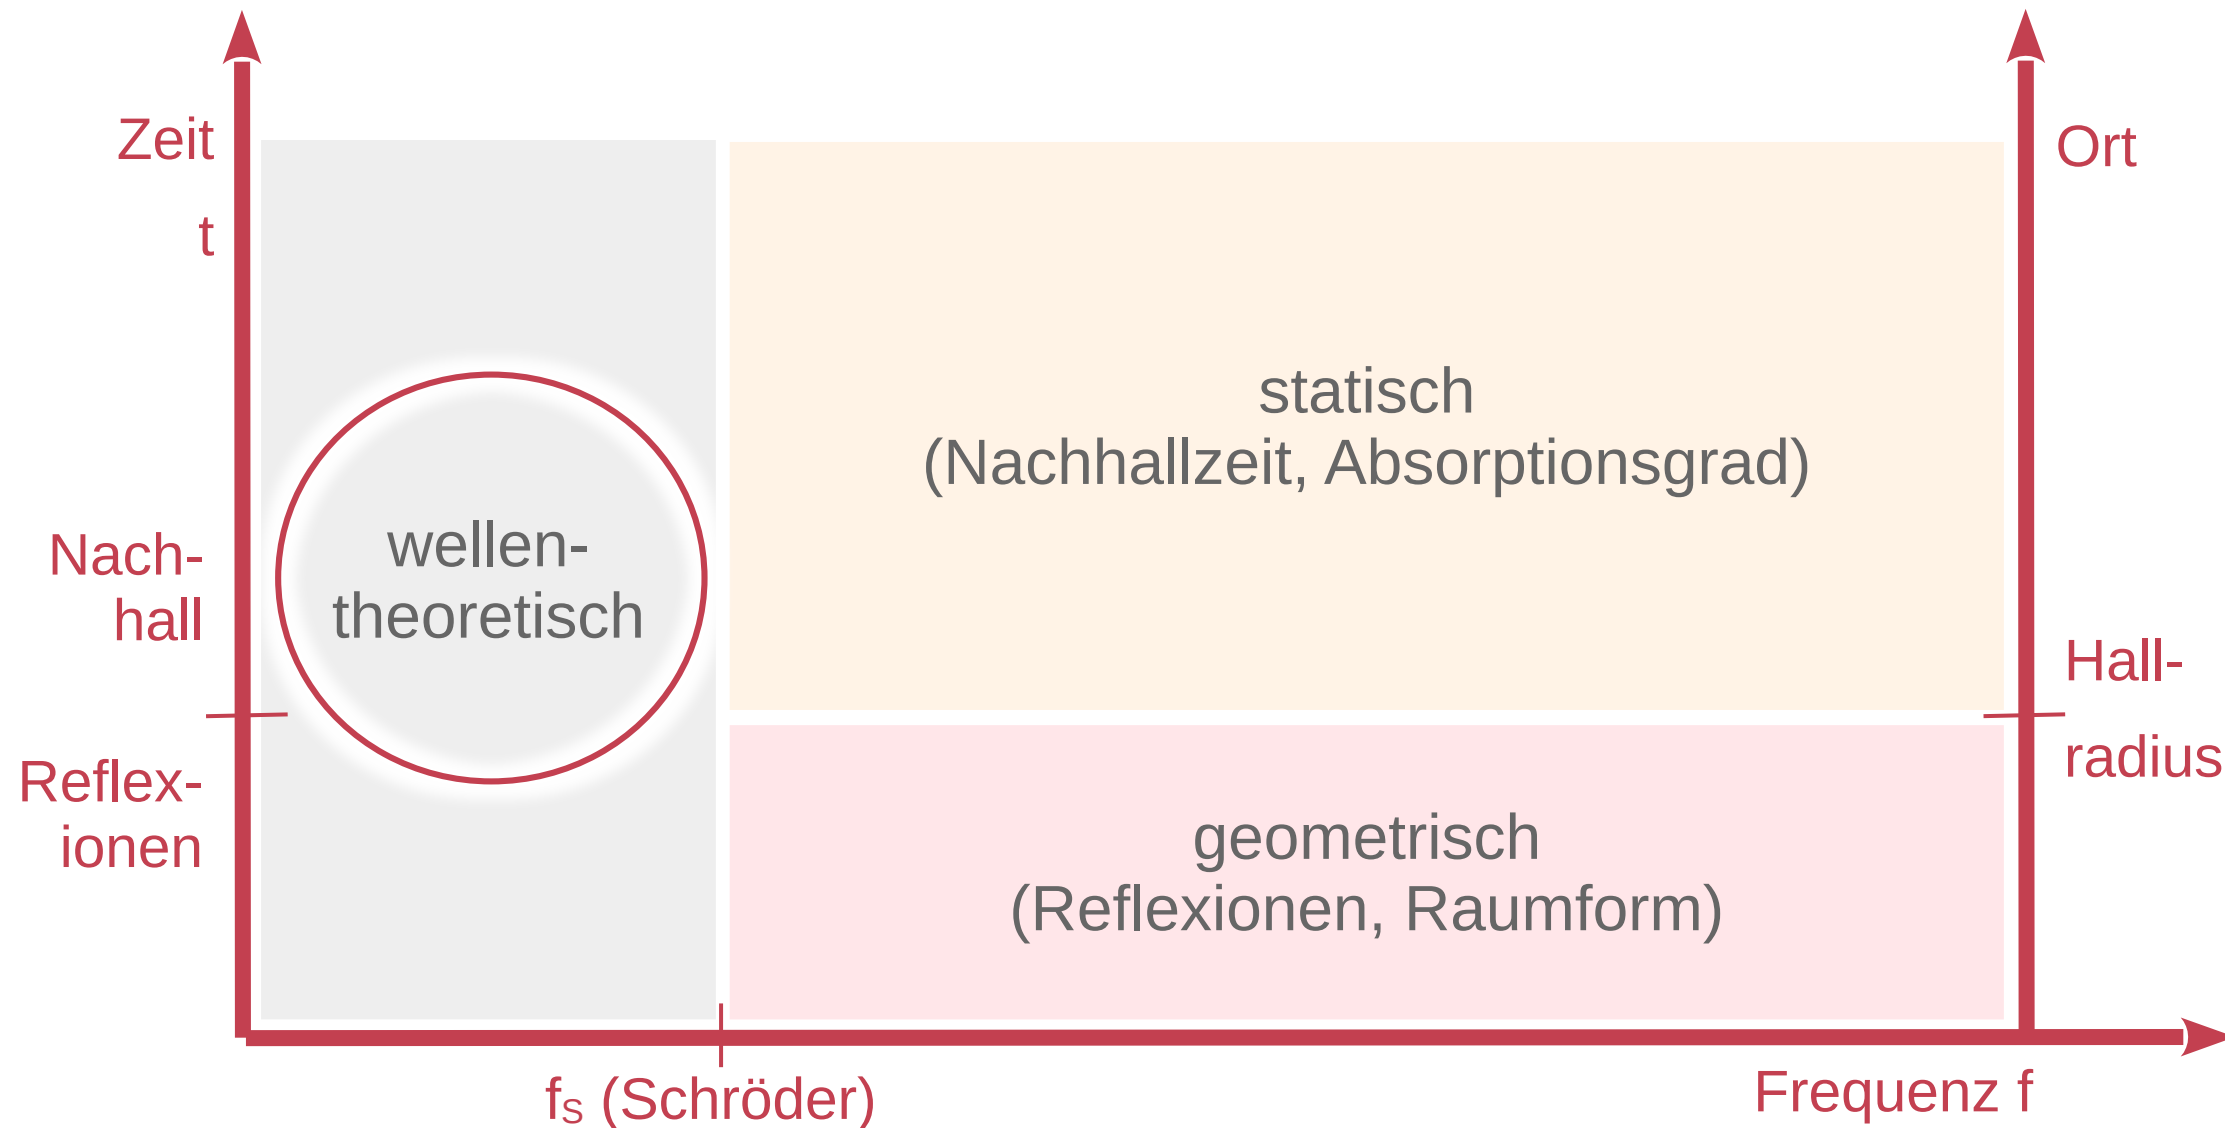 Zeit
t
Ort
statisch
(Nachhallzeit, Absorptionsgrad)
wellen-
theoretisch
Nach-
hall
Hall-
radius
Reflex-
ionen
geometrisch
(Reflexionen, Raumform)
fS (Schröder)
Frequenz f